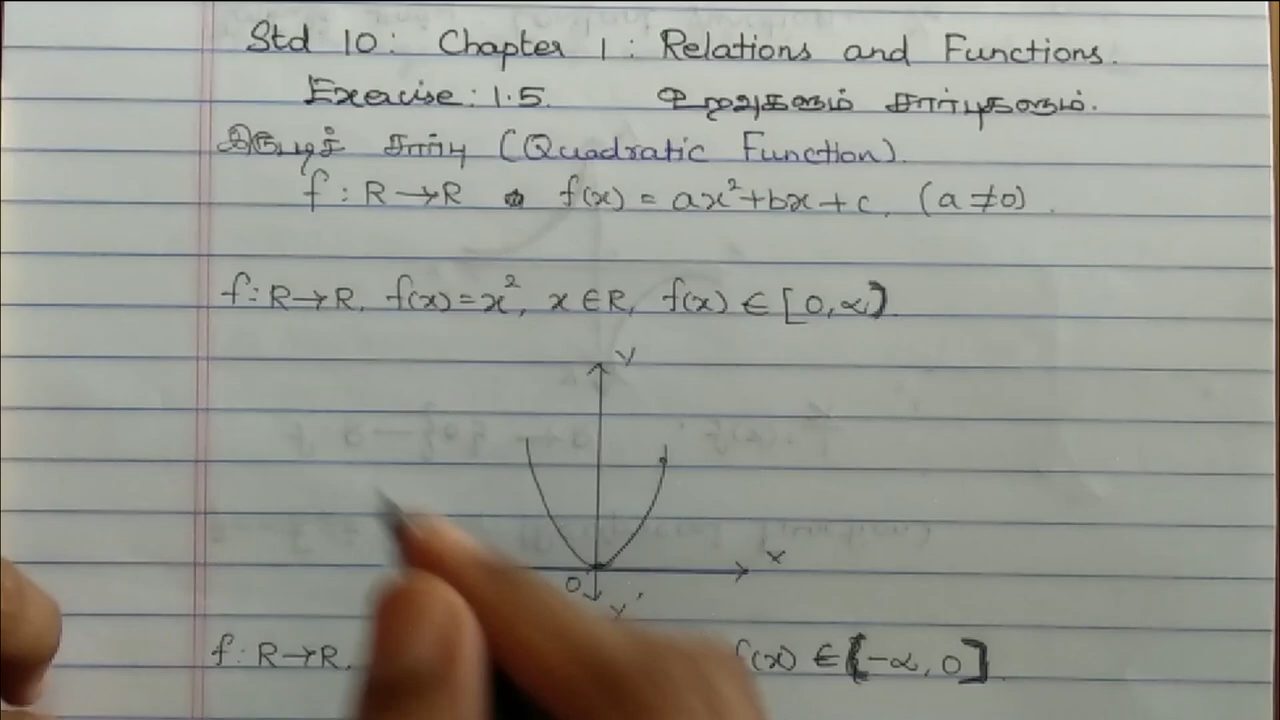 Std 10: Chapter 1: Relations and Functions.
Exercise: 1.5. உறவுகளும் சார்புகளும்.
இருபடிச் சார்பு (Quadratic Function).
f: R→R f(x) = ax²+bx+c, (a≠0).
f: R→R, f(x)=x², x∈R, f(x) ∈ [0,∝)
Y
X
O
Y'
f: R→R. f(x) ∈ (-∝, 0]